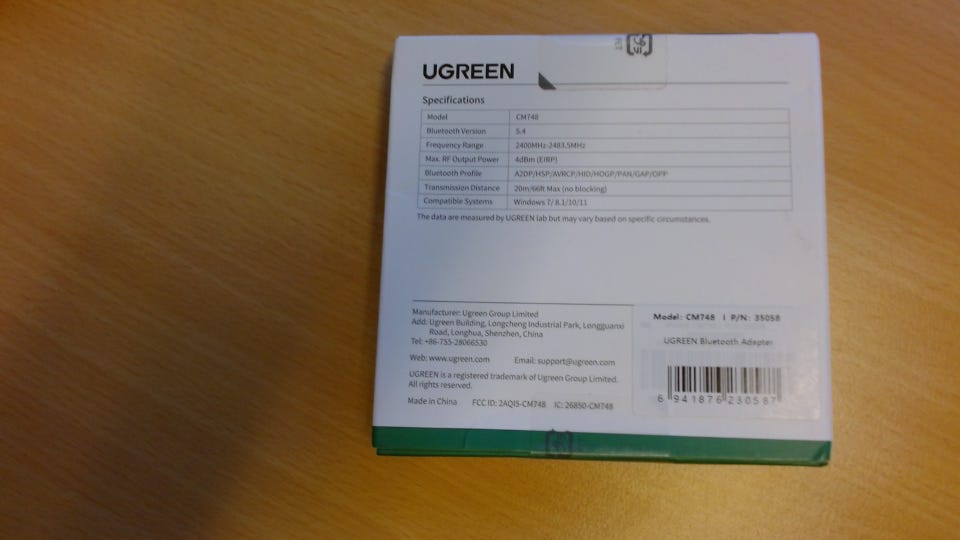 UGREEN
Specifications
Model CM748
Bluetooth Version 5.4
Frequency Range 2400MHz-2483.5MHz
Max. RF Output Power 4dBm (EIRP)
Bluetooth Profile A2DP/HSP/AVRCP/HID/HOGP/PAN/GAP/OPP
Transmission Distance 20m/66ft Max (no blocking)
Compatible Systems Windows 7/ 8.1/10/11
The data are measured by UGREEN lab but may vary based on specific circumstances.
Manufacturer: Ugreen Group Limited
Add: Ugreen Building, Longcheng Industrial Park, Longguanxi
Road, Longhua, Shenzhen, China
Tel: +86-755-28066530
Web: www.ugreen.com Email: support@ugreen.com
UGREEN is a registered trademark of Ugreen Group Limited.
All rights reserved.
Made in China FCC ID: 2AQI5-CM748 IC: 26850-CM748
Model: CM748 | P/N: 35058
UGREEN Bluetooth Adapter
6 941876 230587